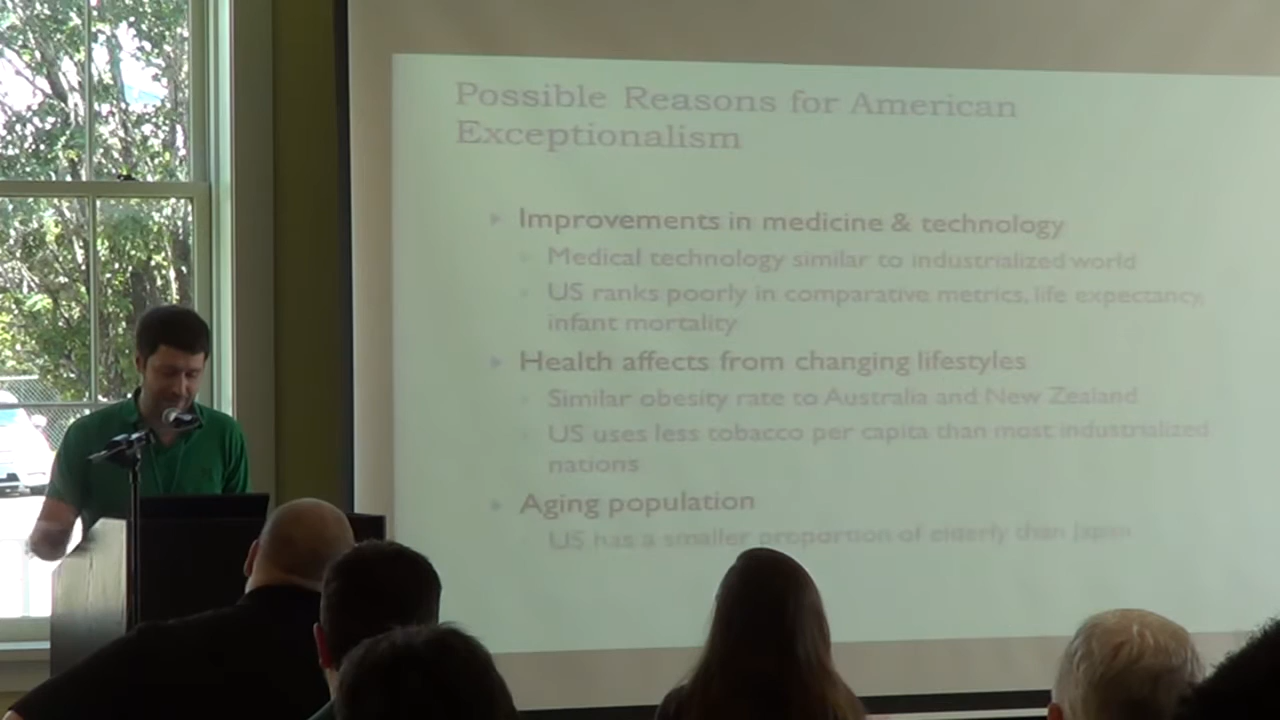 Possible Reasons for American
Exceptionalism
Improvements in medicine & technology
Medical technology similar to industrialized world
US ranks poorly in comparative metrics, life expectancy,
infant mortality
Health affects from changing lifestyles
Similar obesity rate to Australia and New Zealand
US uses less tobacco per capita than most industrialized
nations
Aging population
US has a smaller proportion of elderly than Japan